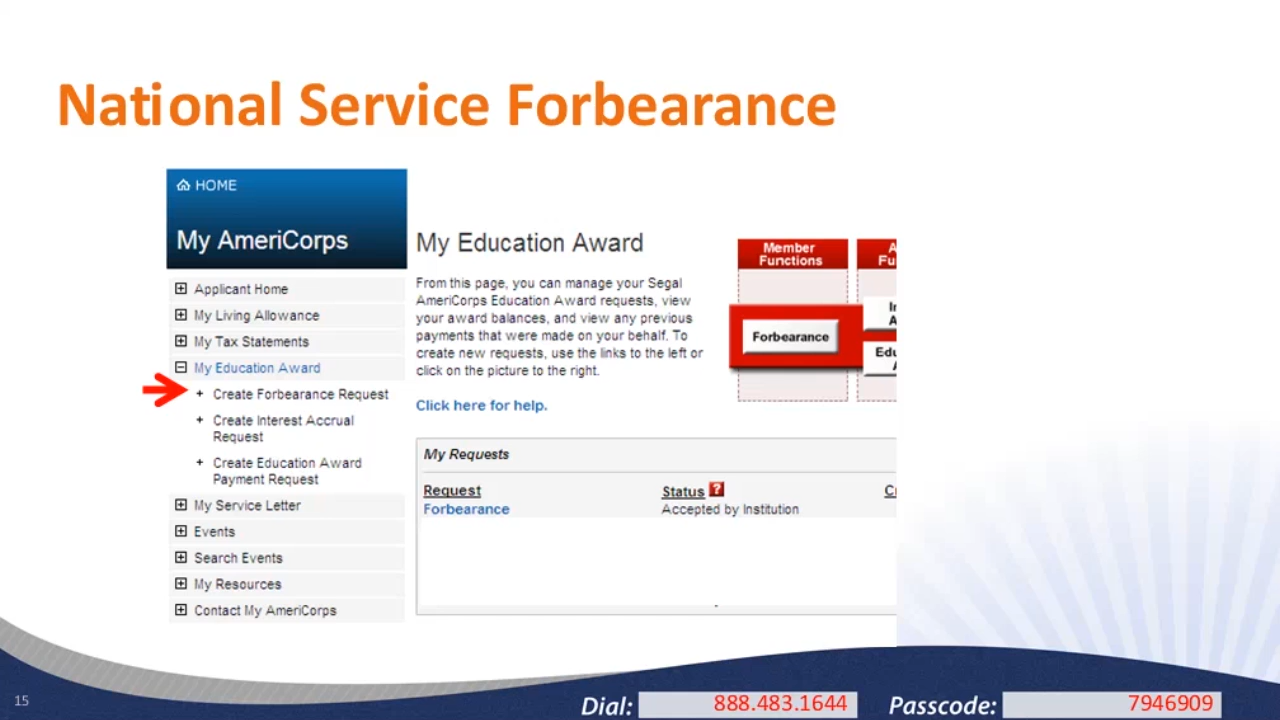 National Service Forbearance
HOME
My AmeriCorps
Applicant Home
My Living Allowance
My Tax Statements
My Education Award
Create Forbearance Request
Create Interest Accrual
Request
Create Education Award
Payment Request
My Service Letter
Events
Search Events
My Resources
Contact My AmeriCorps
My Education Award
From this page, you can manage your Segal
AmeriCorps Education Award requests, view
your award balances, and view any previous
payments that were made on your behalf. To
create new requests, use the links to the left or
click on the picture to the right.
Click here for help.
Member
Functions
Forbearance
My Requests
Request Status ?
Forbearance Accepted by Institution
15
Dial: 888.483.1644 Passcode: 7946909